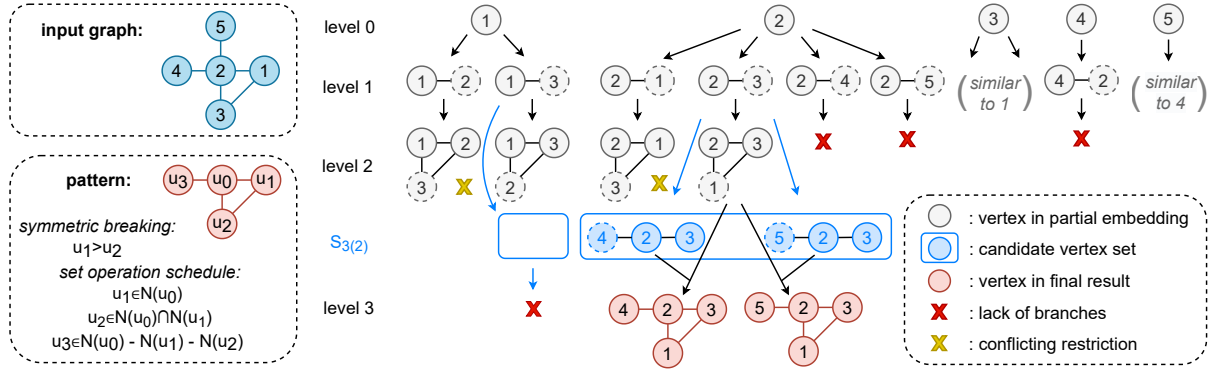 input graph:
5
4 2 1
3
pattern:
u3 u0 u1
u2
symmetric breaking:
u1>u2
set operation schedule:
u1∈N(u0)
u2∈N(u0)∩N(u1)
u3∈N(u0) - N(u1) - N(u2)
level 0
1 2 3 4 5
level 1
1 2 1 3 2 1 2 3 2 4 2 5 (similar to 1) 4 2 (similar to 4)
level 2
1 2 1 3 2 1 2 3
3 X 2 3 X 1 X X X
S3(2)
4 2 3 5 2 3
level 3
X 4 2 3 5 2 3
1 1
: vertex in partial embedding
: candidate vertex set
: vertex in final result
X : lack of branches
X : conflicting restriction